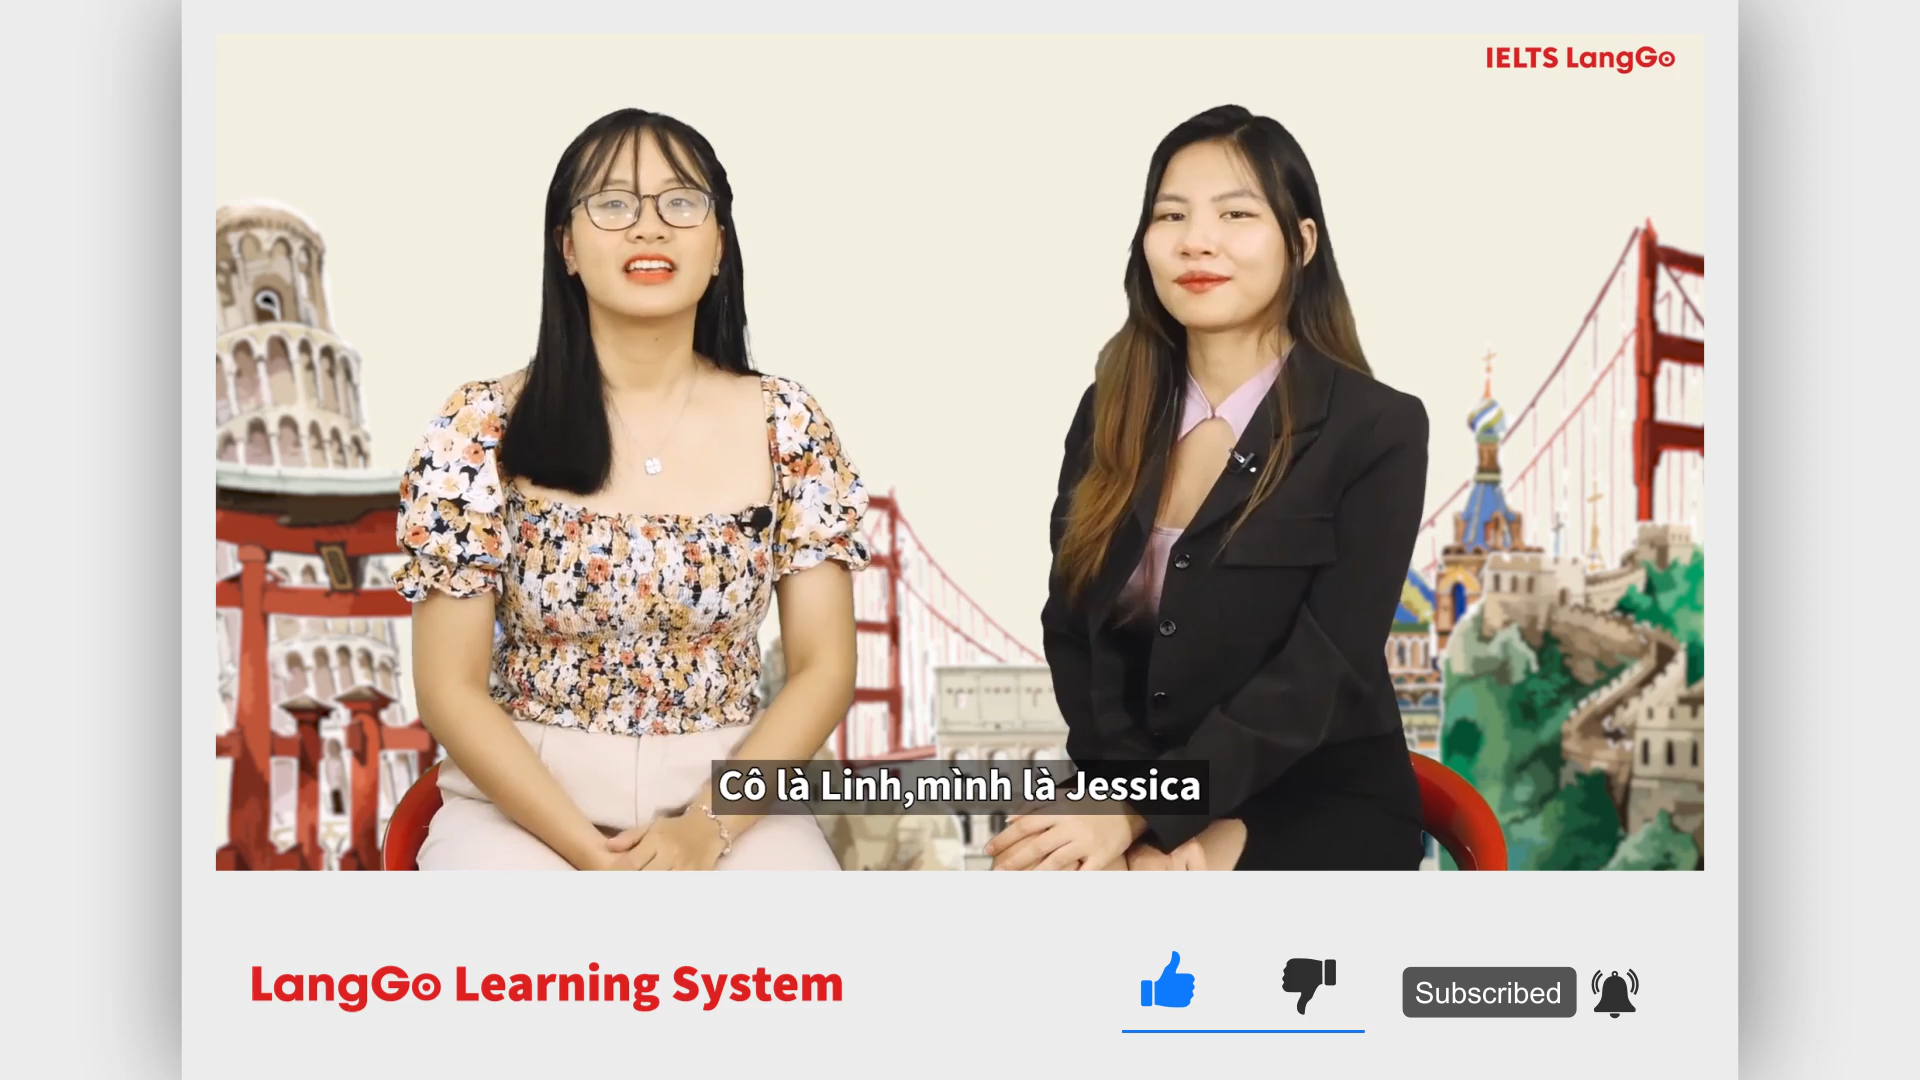 IELTS LangGo
Cô là Linh,mình là Jessica
LangGo Learning System
Subscribed